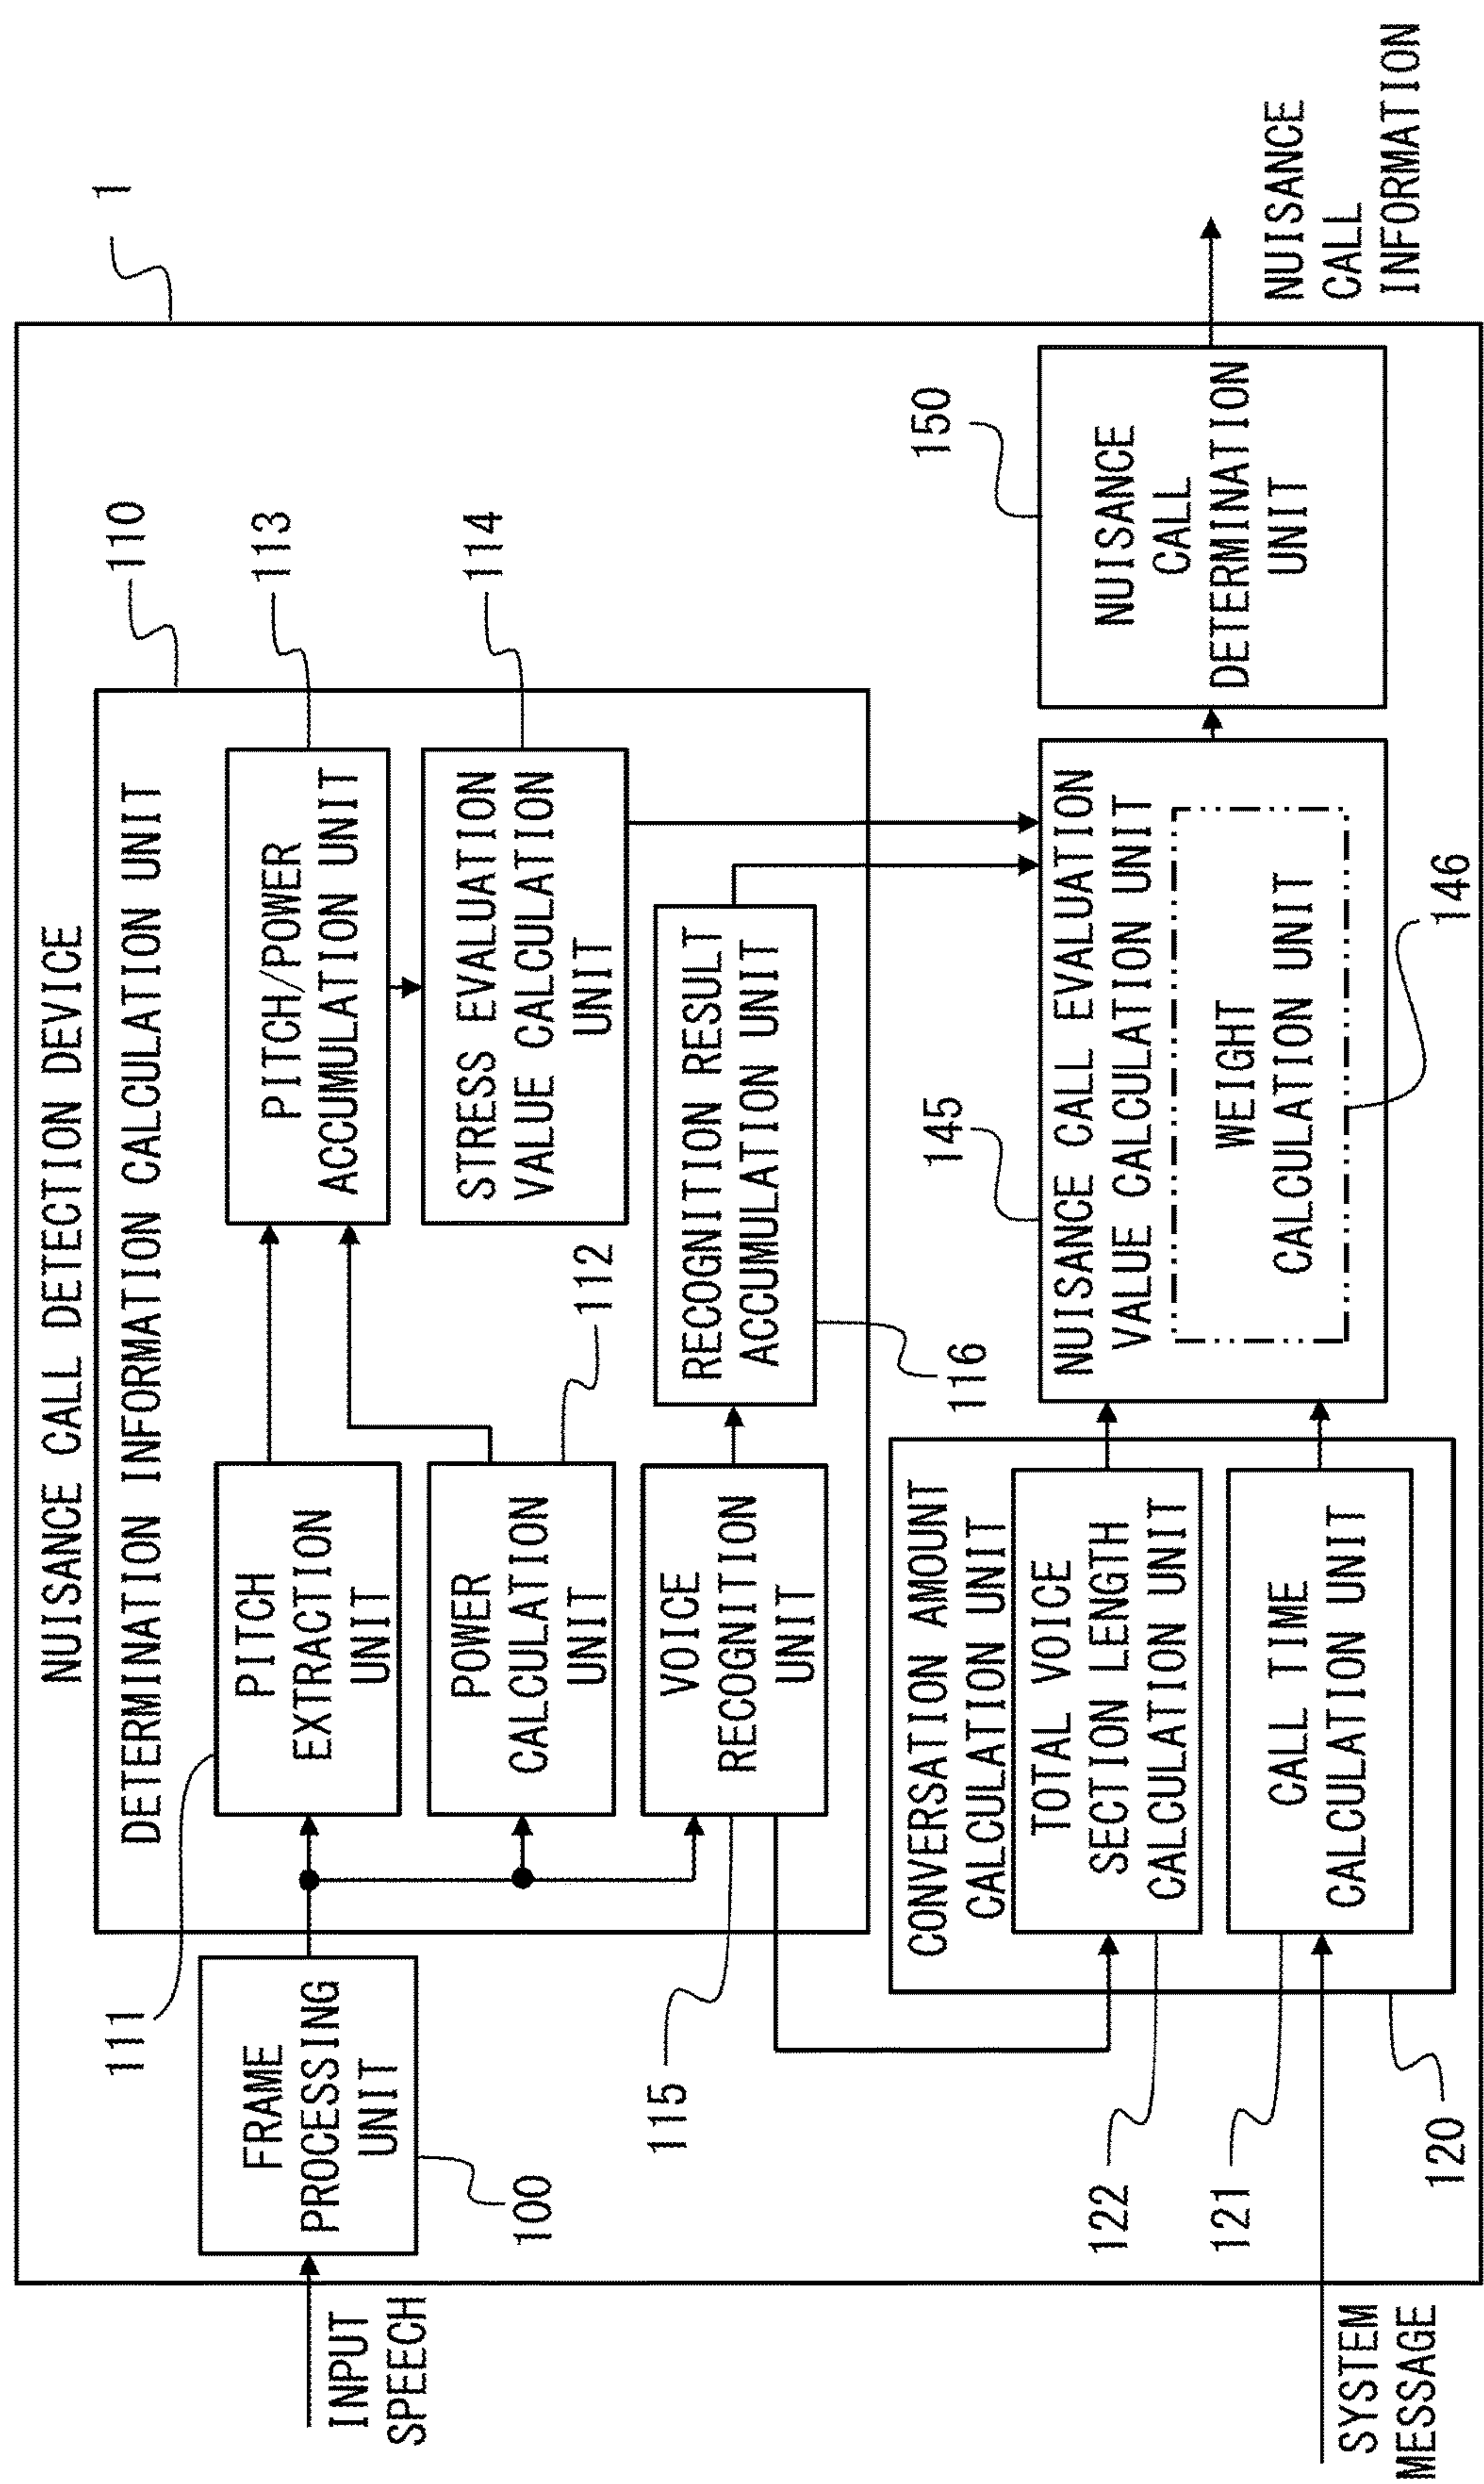 NUISANCE CALL DETECTION DEVICE
1
DETERMINATION INFORMATION CALCULATION UNIT
110
111
PITCH
EXTRACTION
UNIT
PITCH/POWER
ACCUMULATION UNIT
113
FRAME
PROCESSING
UNIT
100
INPUT
SPEECH
POWER
CALCULATION
UNIT
112
STRESS EVALUATION
VALUE CALCULATION
UNIT
114
115
VOICE
RECOGNITION
UNIT
RECOGNITION RESULT
ACCUMULATION UNIT
116
CONVERSATION AMOUNT
CALCULATION UNIT
TOTAL VOICE
SECTION LENGTH
CALCULATION UNIT
122
CALL TIME
CALCULATION UNIT
121
120
SYSTEM
MESSAGE
145
NUISANCE CALL EVALUATION
VALUE CALCULATION UNIT
WEIGHT
CALCULATION UNIT
146
150
NUISANCE
CALL
DETERMINATION
UNIT
NUISANCE
CALL
INFORMATION